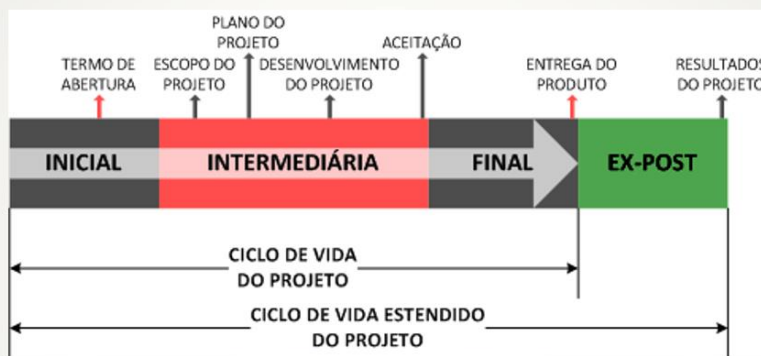 PLANO DO
PROJETO
TERMO DE
ABERTURA
ESCOPO DO
PROJETO
DESENVOLVIMENTO
DO PROJETO
ACEITAÇÃO
ENTREGA DO
PRODUTO
RESULTADOS
DO PROJETO
INICIAL
INTERMEDIÁRIA
FINAL
EX-POST
CICLO DE VIDA
DO PROJETO
CICLO DE VIDA ESTENDIDO
DO PROJETO